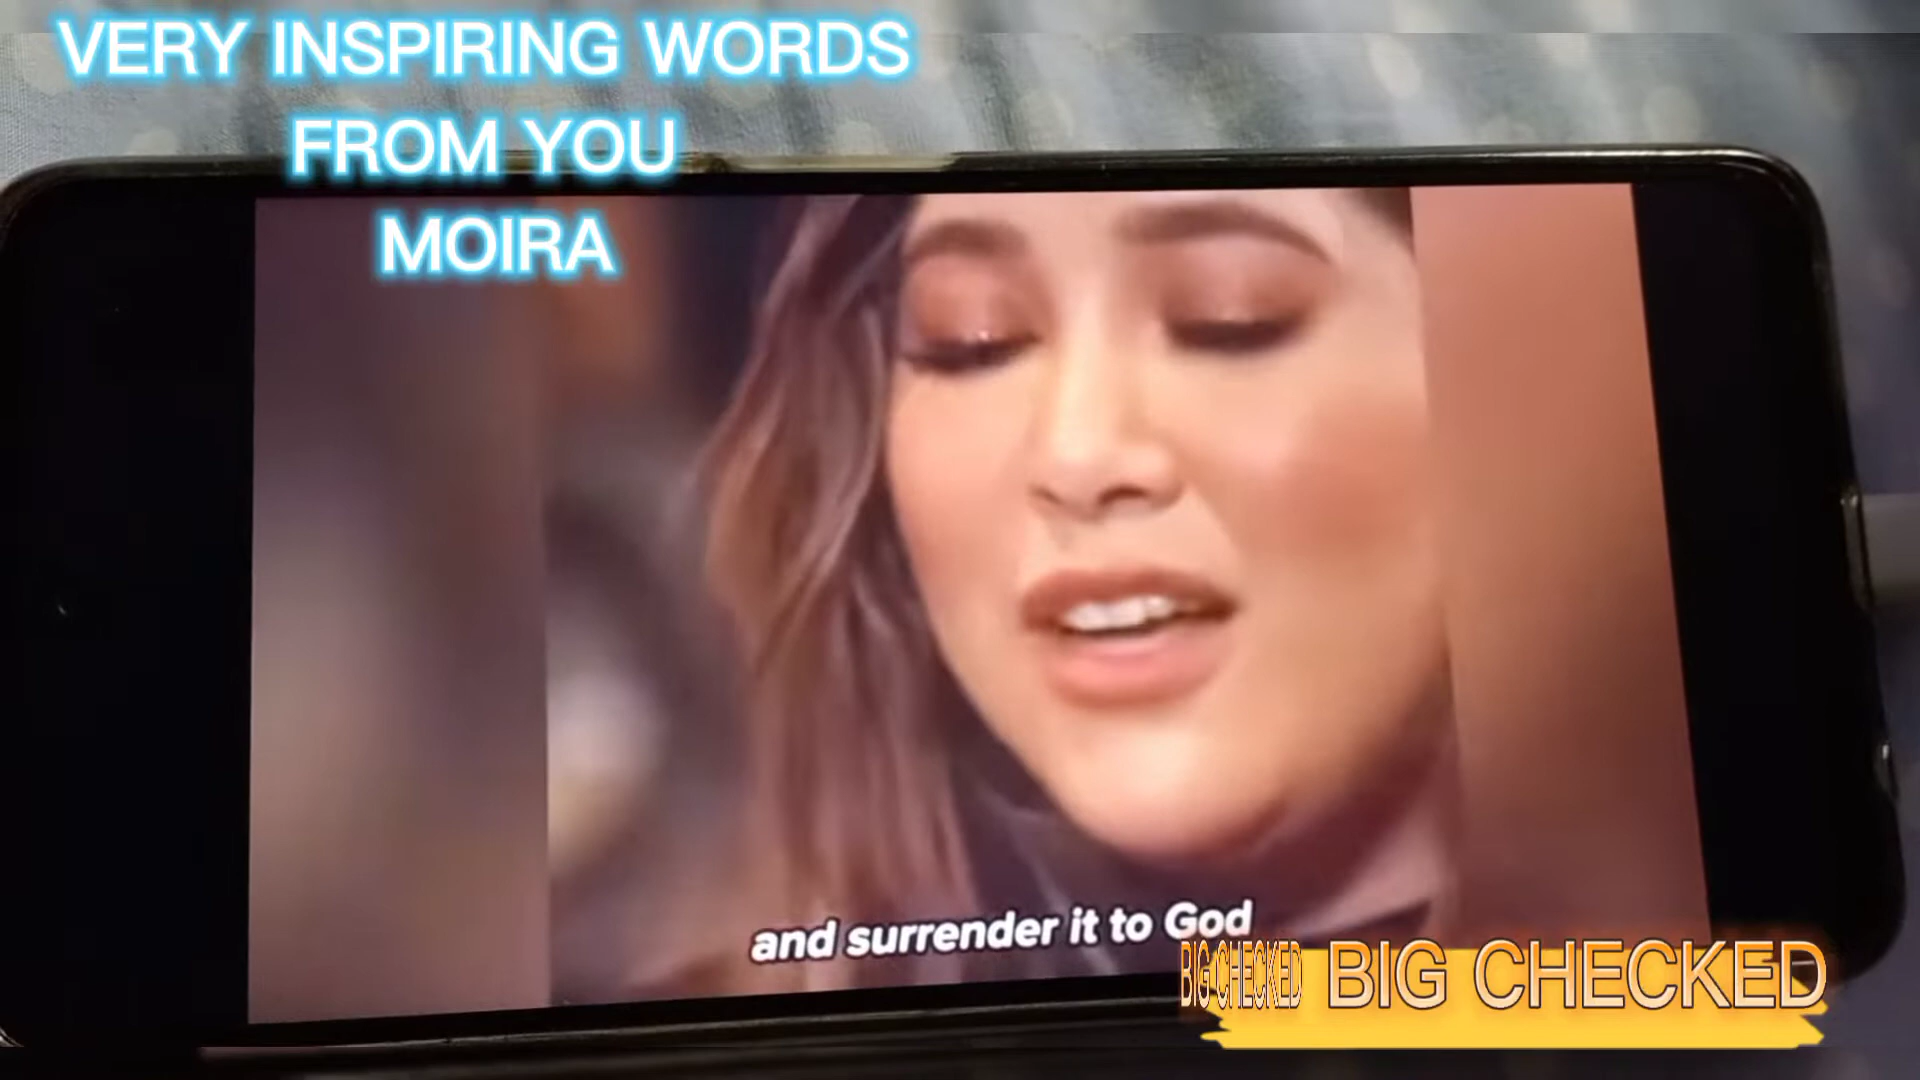 VERY INSPIRING WORDS
FROM YOU
MOIRA
and surrender it to God
BIG CHECKED BIG CHECKED